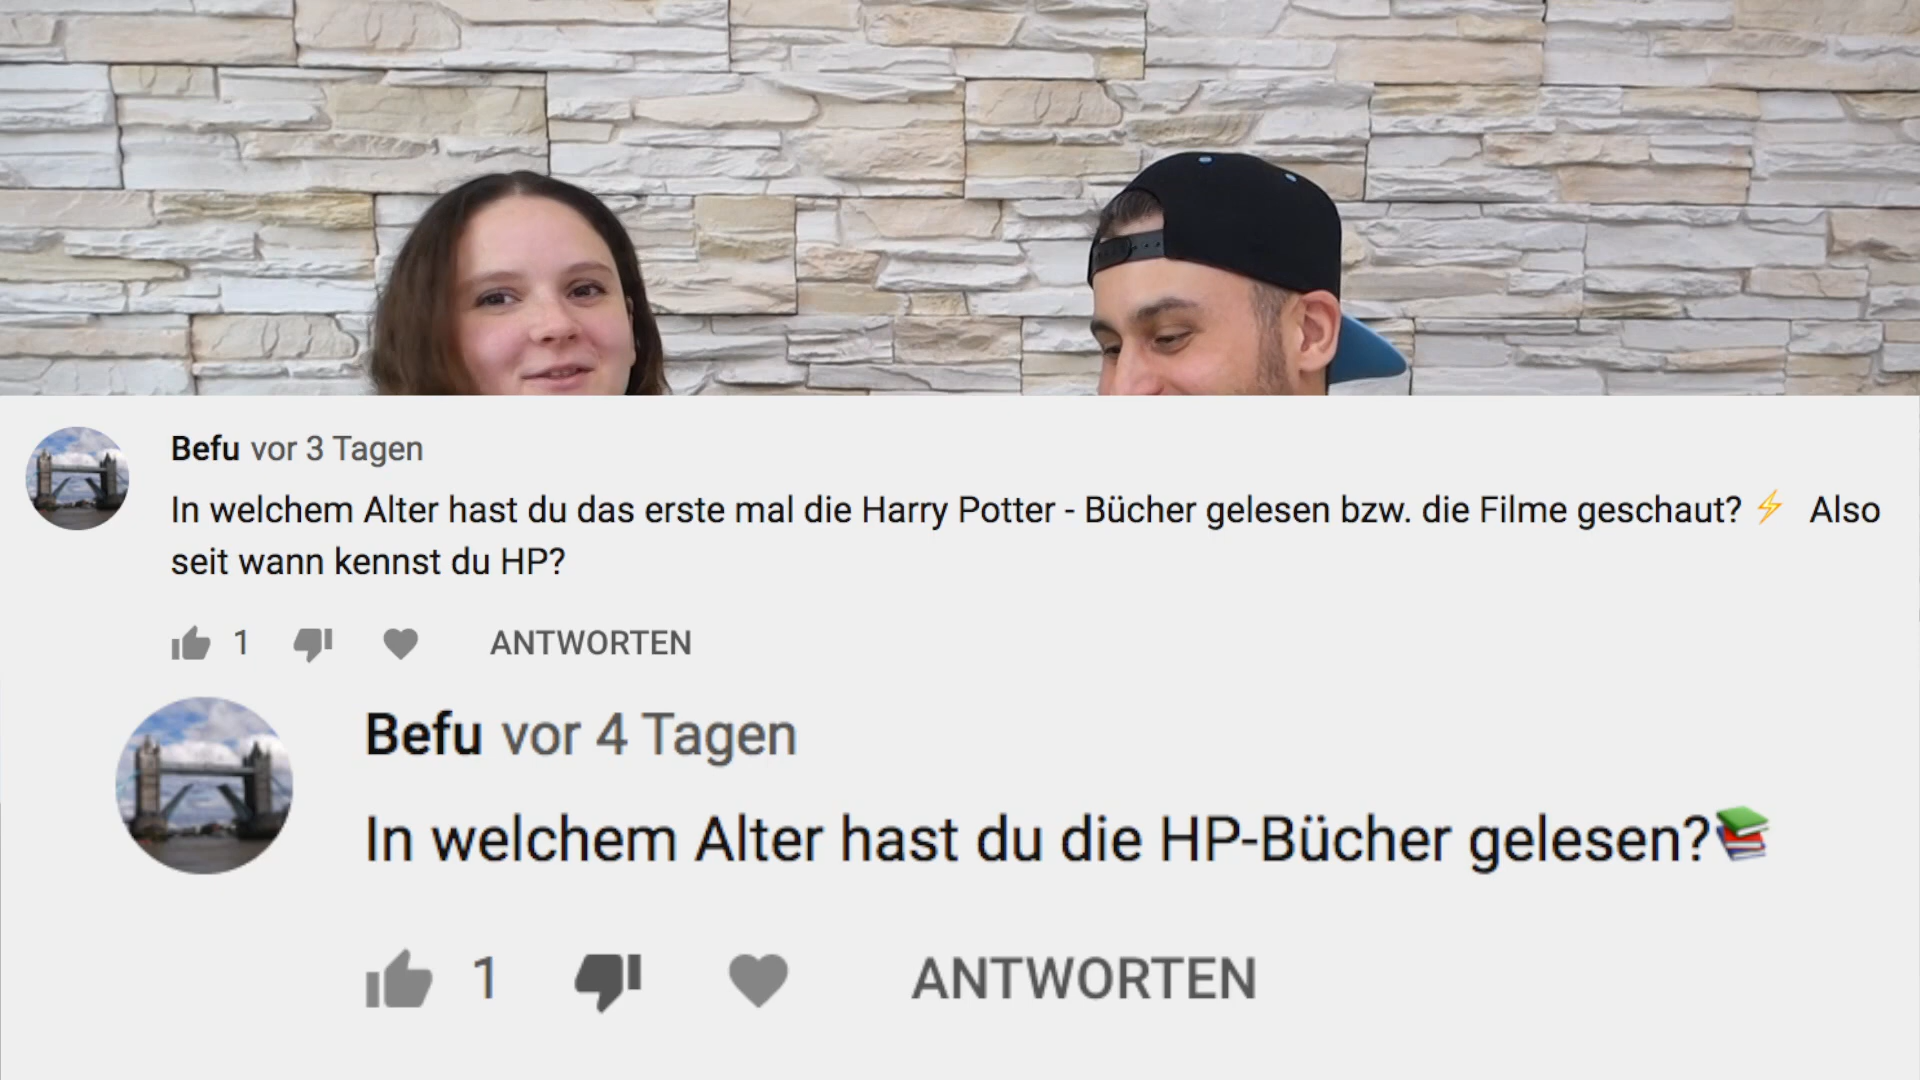 Befu vor 3 Tagen
In welchem Alter hast du das erste mal die Harry Potter - Bücher gelesen bzw. die Filme geschaut? ⚡ Also
seit wann kennst du HP?
1 ANTWORTEN
Befu vor 4 Tagen
In welchem Alter hast du die HP-Bücher gelesen?📚
1 ANTWORTEN